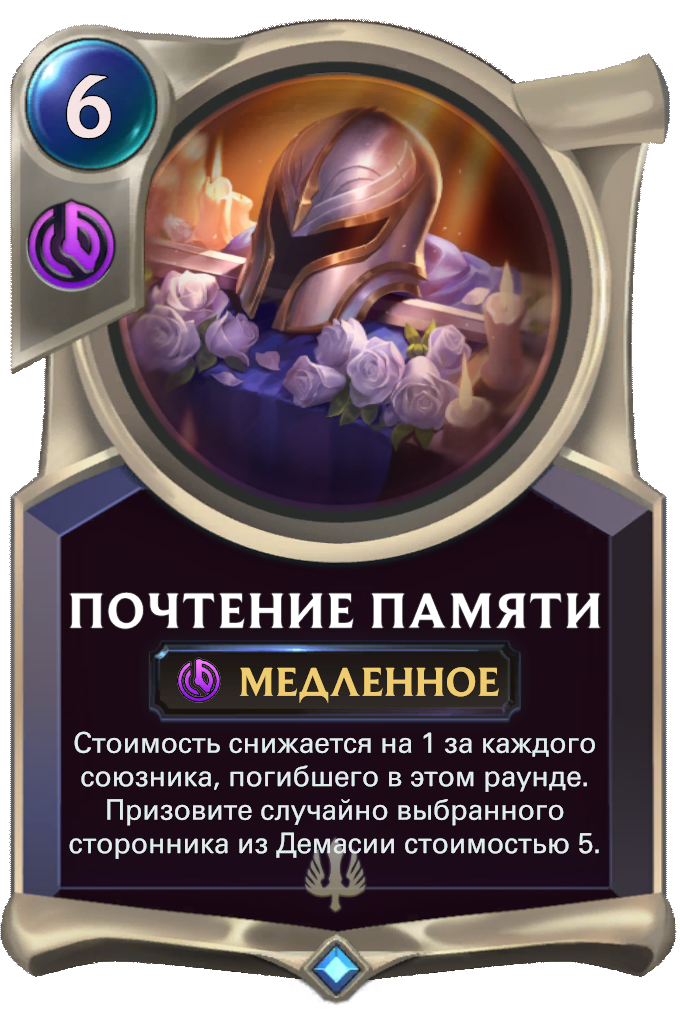 6
ПОЧТЕНИЕ ПАМЯТИ
МЕДЛЕННОЕ
Стоимость снижается на 1 за каждого
союзника, погибшего в этом раунде.
Призовите случайно выбранного
сторонника из Демасии стоимостью 5.